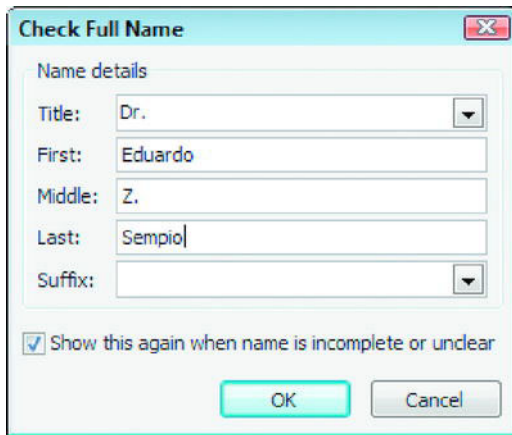 Check Full Name
Name details
Title: Dr.
First: Eduardo
Middle: Z.
Last: Sempio
Suffix:
Show this again when name is incomplete or unclear
OK Cancel